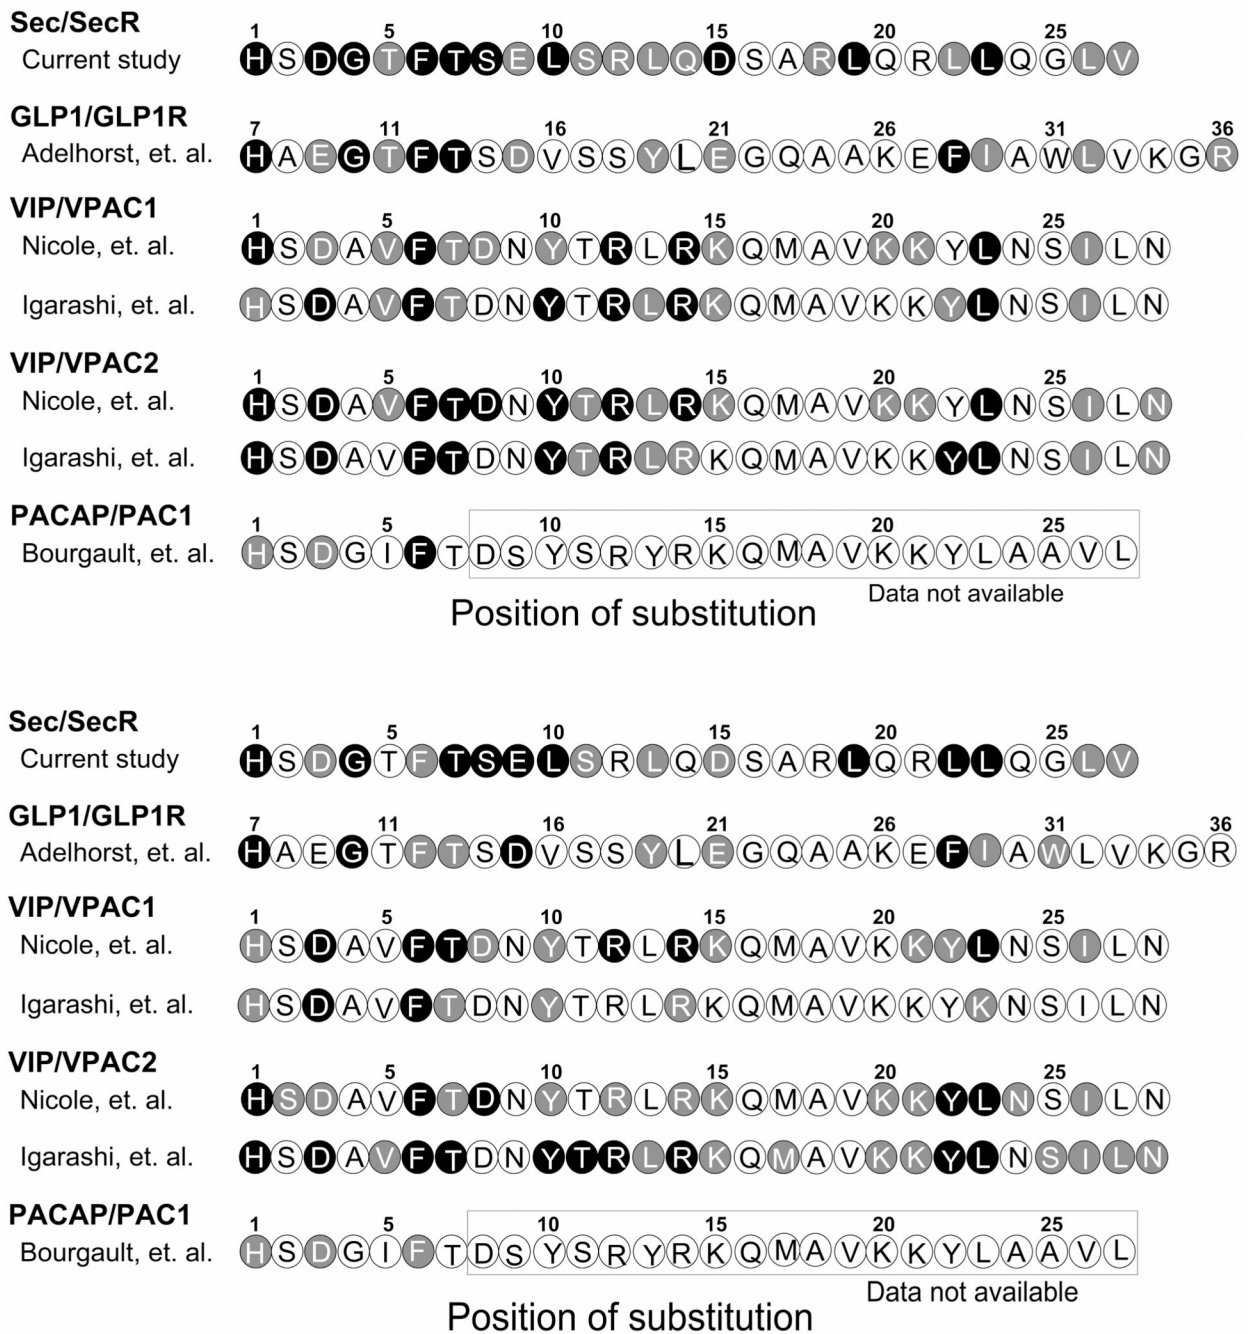 Sec/SecR
1 5 10 15 20 25
Current study HSDGTFTSELSRLQDSARLQRLLQGLV
GLP1/GLP1R
7 11 16 21 26 31 36
Adelhorst, et. al. HAEGTFTSDVSSYLEGQAAKEFIAWLVKGR
VIP/VPAC1
1 5 10 15 20 25
Nicole, et. al. HSDAVFTDNYTRLRKQMAVKKYLNSILN
Igarashi, et. al. HSDAVFTDNYTRLRKQMAVKKYLNSILN
VIP/VPAC2
1 5 10 15 20 25
Nicole, et. al. HSDAVFTDNYTRLRKQMAVKKYLNSILN
Igarashi, et. al. HSDAVFTDNYTRLRKQMAVKKYLNSILN
PACAP/PAC1
1 5 10 15 20 25
Bourgault, et. al. HSDGIFTDSYSRYRKQMAVKKYLAAVL
Data not available
Position of substitution
Sec/SecR
1 5 10 15 20 25
Current study HSDGTFTSELSRLQDSARLQRLLQGLV
GLP1/GLP1R
7 11 16 21 26 31 36
Adelhorst, et. al. HAEGTFTSDVSSYLEGQAAKEFIAWLVKGR
VIP/VPAC1
1 5 10 15 20 25
Nicole, et. al. HSDAVFTDNYTRLRKQMAVKKYLNSILN
Igarashi, et. al. HSDAVFTDNYTRLRKQMAVKKYKNSILN
VIP/VPAC2
1 5 10 15 20 25
Nicole, et. al. HSDAVFTDNYTRLRKQMAVKKYLNSILN
Igarashi, et. al. HSDAVFTDNYTRLRKQMAVKKYLNSILN
PACAP/PAC1
1 5 10 15 20 25
Bourgault, et. al. HSDGIFTDSYSRYRKQMAVKKYLAAVL
Data not available
Position of substitution